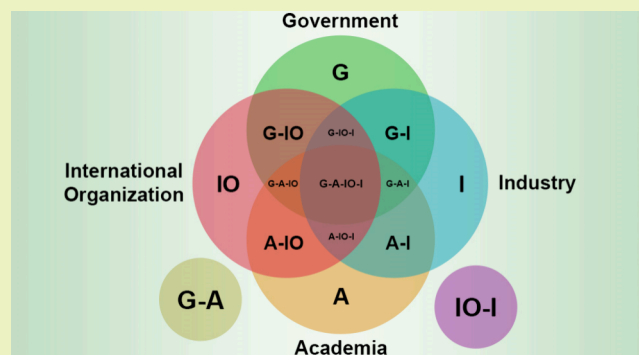 Government
G
G-IO
G-IO-I
G-I
International
Organization
IO
G-A-IO
G-A-IO-I
G-A-I
I
Industry
A-IO
A-IO-I
A-I
G-A
A
IO-I
Academia